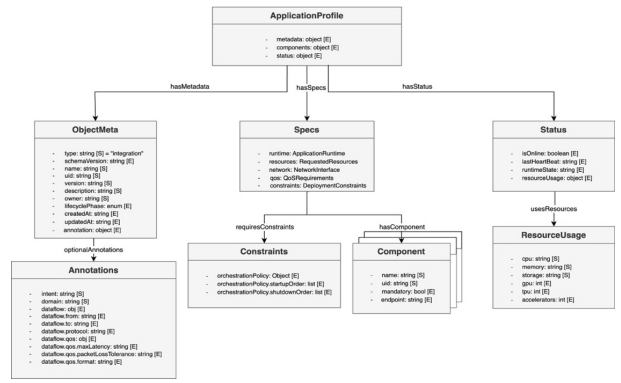 ApplicationProfile
- metadata: object [E]
- components: object [E]
- status: object [E]
hasMetadata
hasSpecs
hasStatus
ObjectMeta
- type: string [S] = "integration"
- schemaVersion: string [E]
- name: string [S]
- uid: string [S]
- version: string [S]
- description: string [S]
- owner: string [S]
- lifecyclePhase: enum [E]
- createdAt: string [E]
- updatedAt: string [E]
- annotation: object [E]
Specs
- runtime: ApplicationRuntime
- resources: RequestedResources
- network: NetworkInterface
- qos: QoSRequirements
- constraints: DeploymentConstraints
Status
- isOnline: boolean [E]
- lastHeartBeat: string [E]
- runtimeState: string [E]
- resourceUsage: object [E]
optionalAnnotations
requiresConstraints
hasComponent
usesResources
Annotations
- intent: string [S]
- domain: string [S]
- dataflow: obj [E]
- dataflow.from: string [E]
- dataflow.to: string [E]
- dataflow.protocol: string [E]
- dataflow.qos: obj [E]
- dataflow.qos.maxLatency: string [E]
- dataflow.qos.packetLossTolerance: string [E]
- dataflow.qos.format: string [E]
Constraints
- orchestrationPolicy: Object [E]
- orchestrationPolicy.startupOrder: list [E]
- orchestrationPolicy.shutdownOrder: list [E]
Component
- name: string [S]
- uid: string [S]
- mandatory: bool [E]
- endpoint: string [E]
ResourceUsage
- cpu: string [S]
- memory: string [S]
- storage: string [S]
- gpu: int [E]
- tpu: int [E]
- accelerators: int [E]